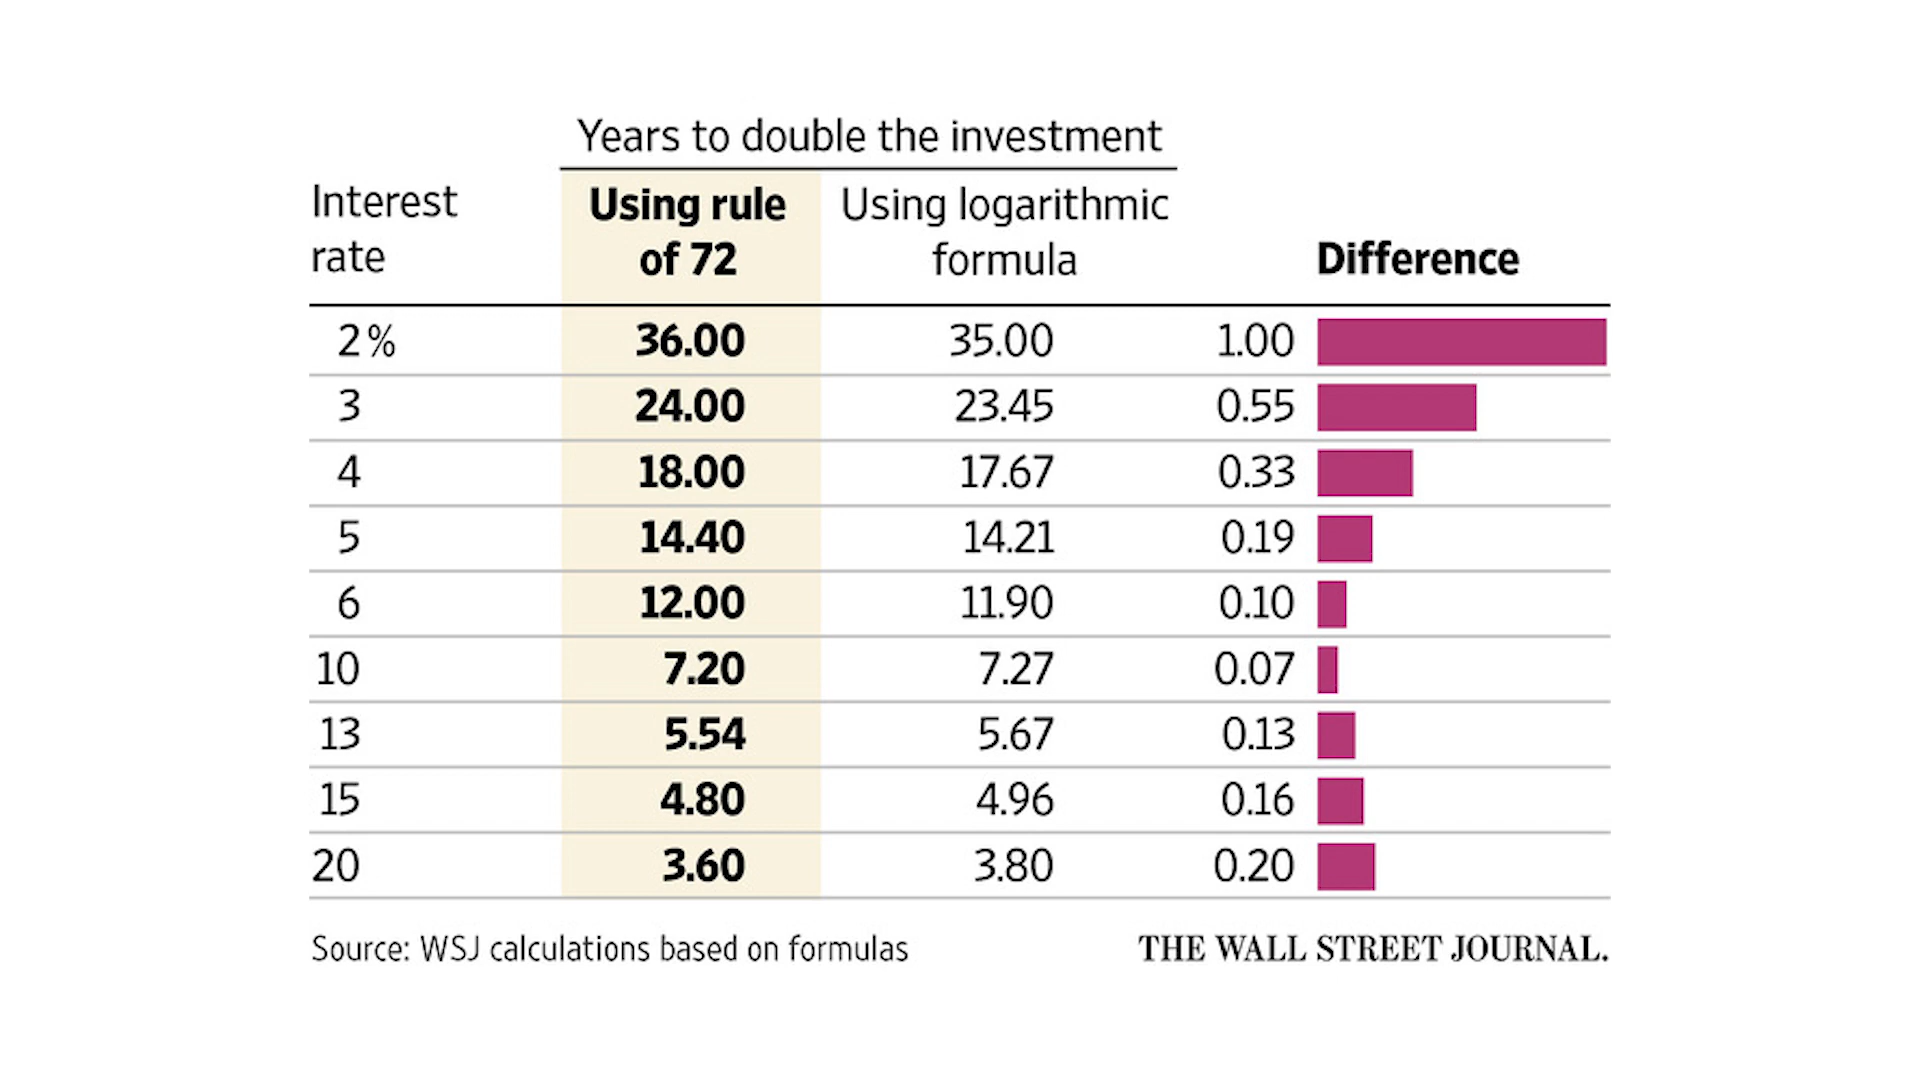 Years to double the investment
Interest rate
Using rule of 72
Using logarithmic formula
Difference
2% 36.00 35.00 1.00
3 24.00 23.45 0.55
4 18.00 17.67 0.33
5 14.40 14.21 0.19
6 12.00 11.90 0.10
10 7.20 7.27 0.07
13 5.54 5.67 0.13
15 4.80 4.96 0.16
20 3.60 3.80 0.20
Source: WSJ calculations based on formulas
THE WALL STREET JOURNAL.